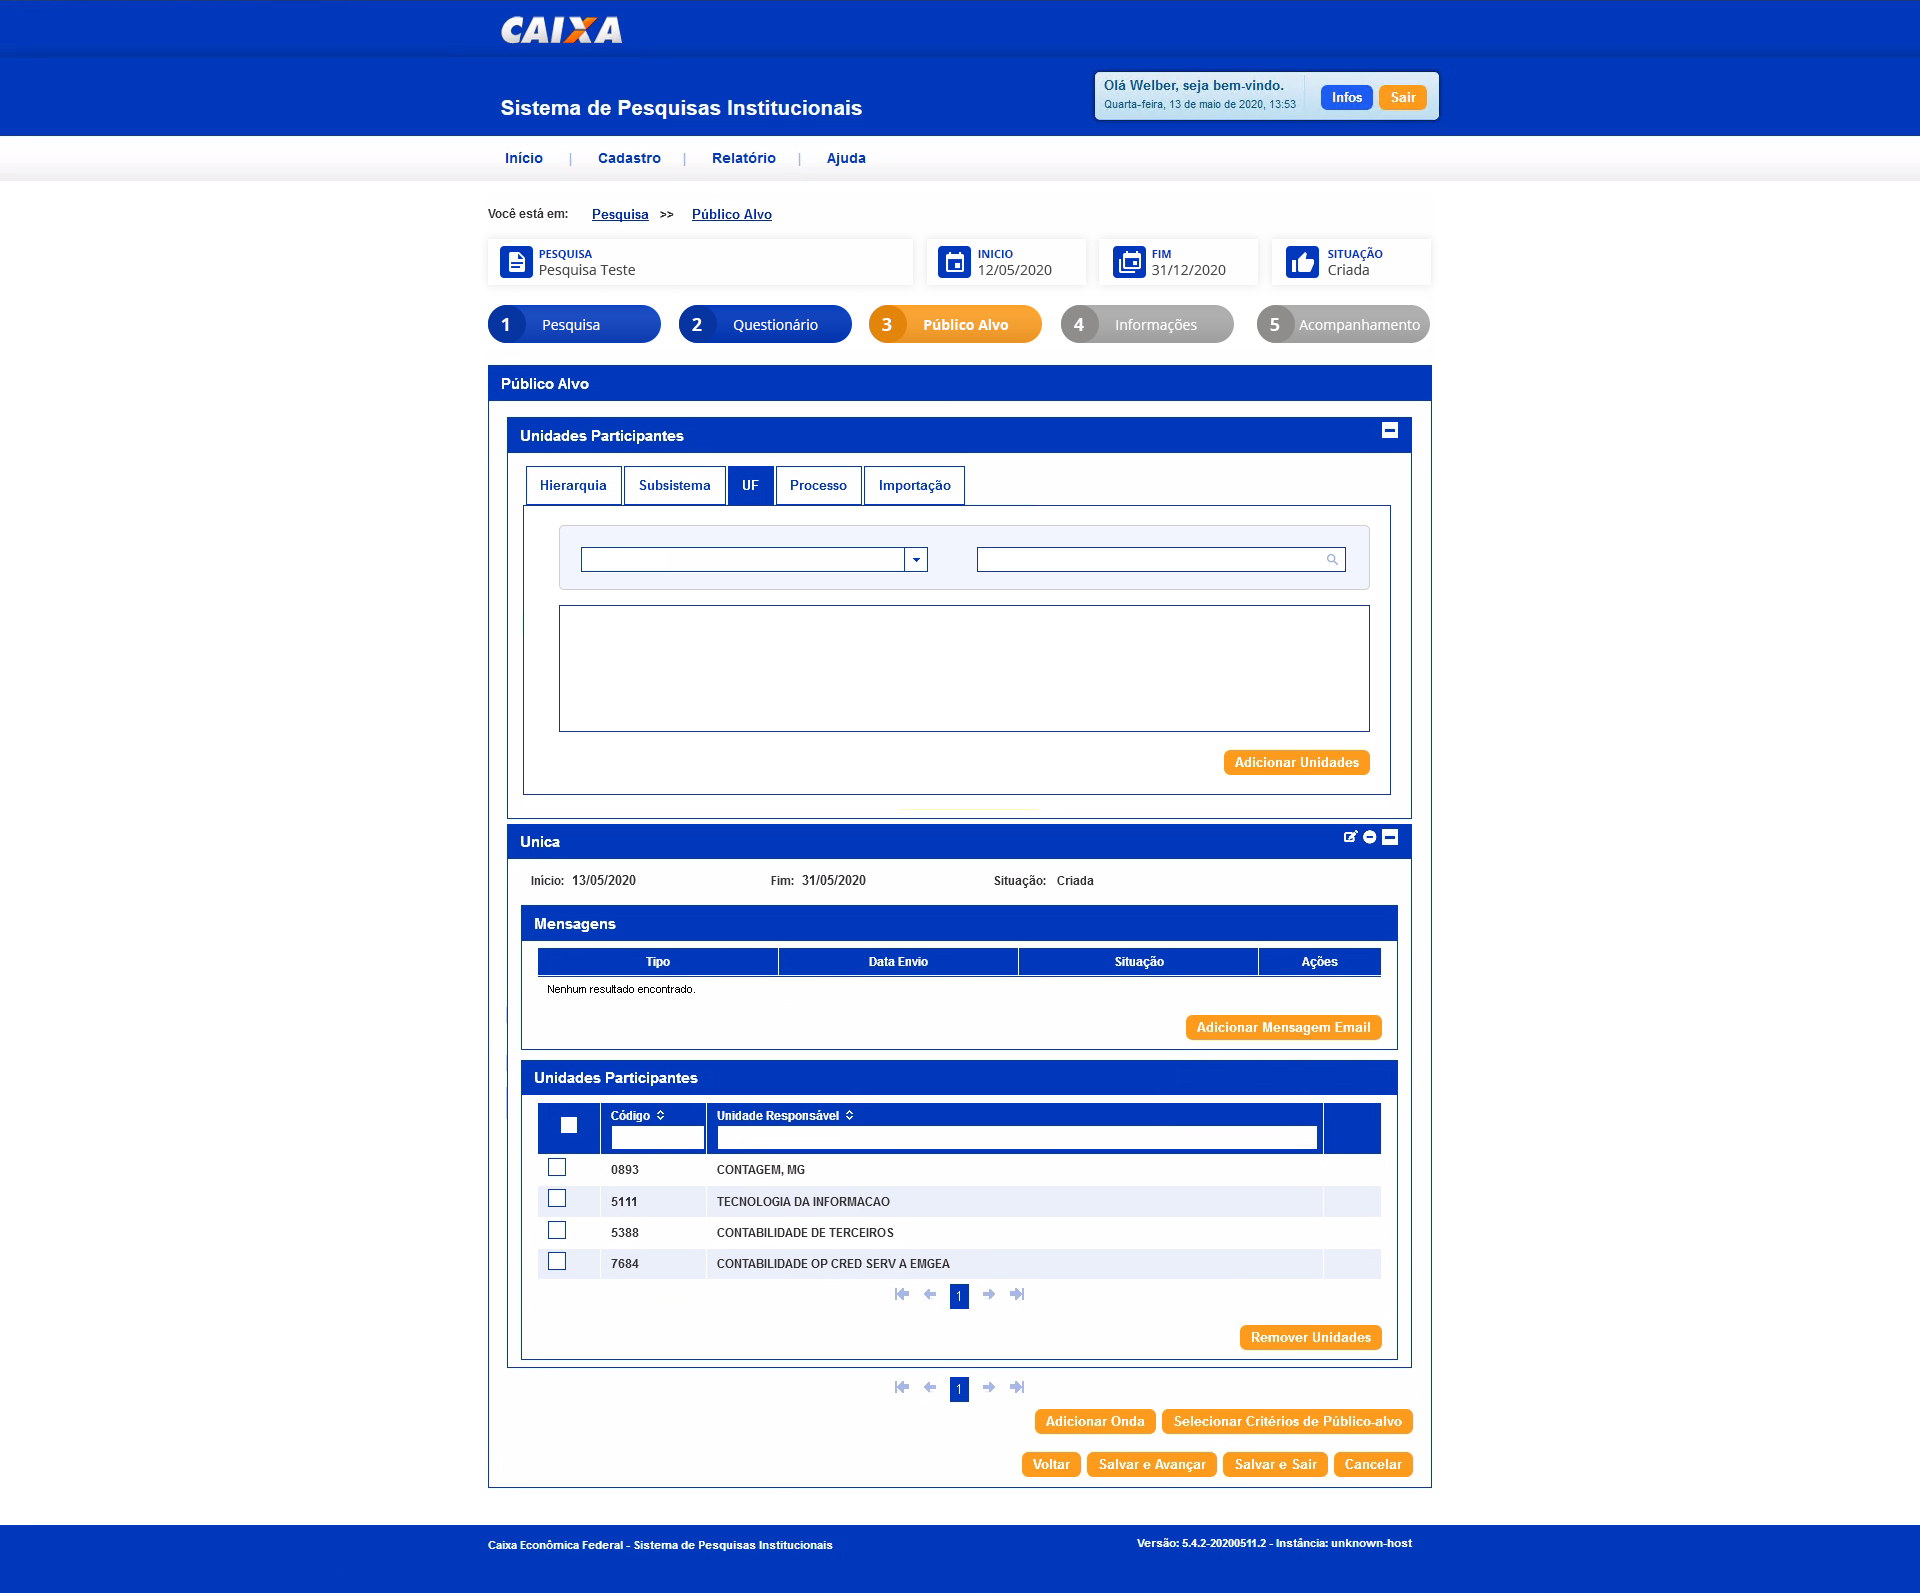 CAIXA
Sistema de Pesquisas Institucionais
Olá Welber, seja bem-vindo.
Quarta-feira, 13 de maio de 2020, 13:53
Infos
Sair
Início | Cadastro | Relatório | Ajuda
Você está em: Pesquisa >> Público Alvo
PESQUISA
Pesquisa Teste
INICIO
12/05/2020
FIM
31/12/2020
SITUAÇÃO
Criada
1 Pesquisa
2 Questionário
3 Público Alvo
4 Informações
5 Acompanhamento
Público Alvo
Unidades Participantes
Hierarquia Subsistema UF Processo Importação
Adicionar Unidades
Unica
Início: 13/05/2020 Fim: 31/05/2020 Situação: Criada
Mensagens
Tipo Data Envio Situação Ações
Nenhum resultado encontrado.
Adicionar Mensagem Email
Unidades Participantes
Código Unidade Responsável
0893 CONTAGEM, MG
5111 TECNOLOGIA DA INFORMACAO
5388 CONTABILIDADE DE TERCEIROS
7684 CONTABILIDADE OP CRED SERV A EMGEA
1
Remover Unidades
1
Adicionar Onda Selecionar Critérios de Público-alvo
Voltar Salvar e Avançar Salvar e Sair Cancelar
Caixa Econômica Federal - Sistema de Pesquisas Institucionais
Versão: 5.4.2-20200511.2 - Instância: unknown-host